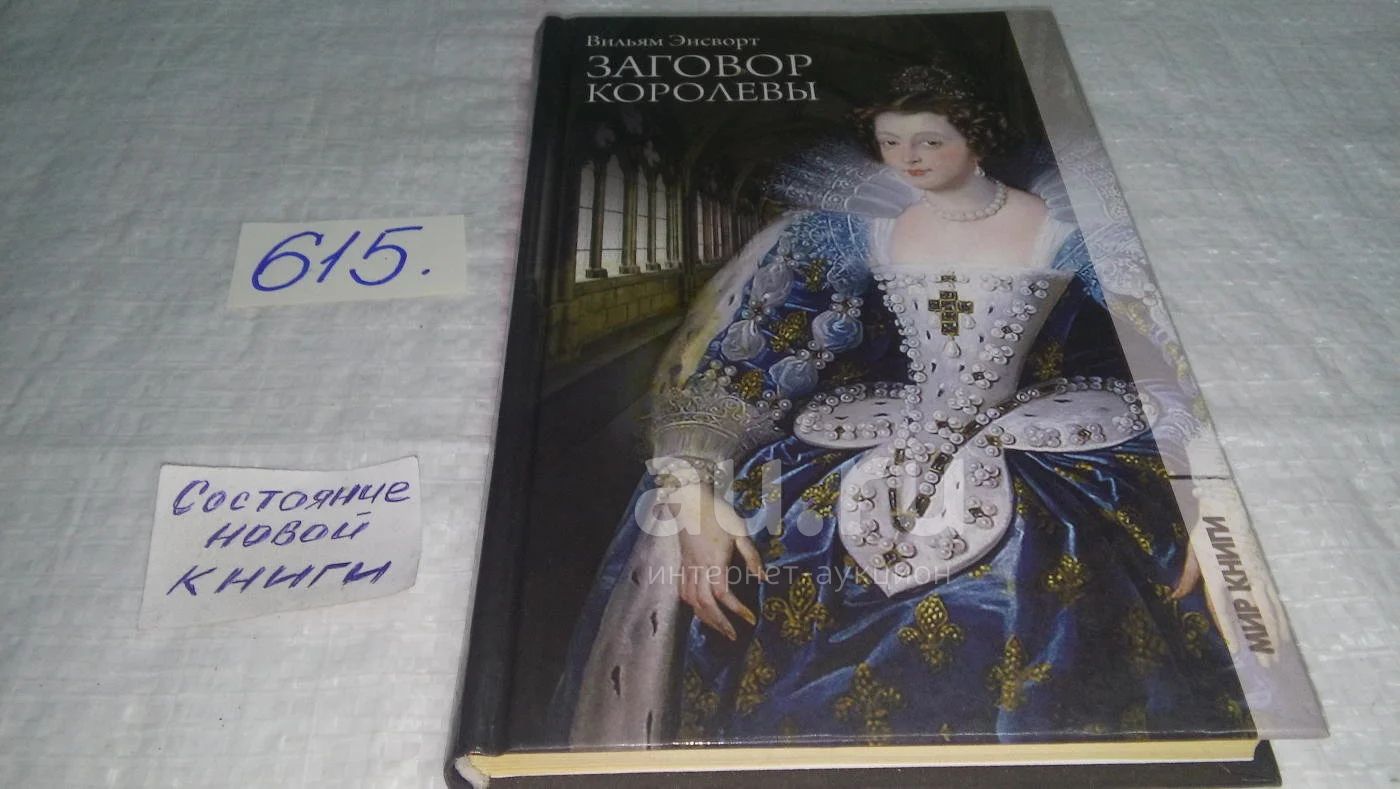 Вильям Энсворт
ЗАГОВОР
КОРОЛЕВЫ
615.
Состояние
новой
книги
au.ru
интернет-аукцион
МИР КНИГИ